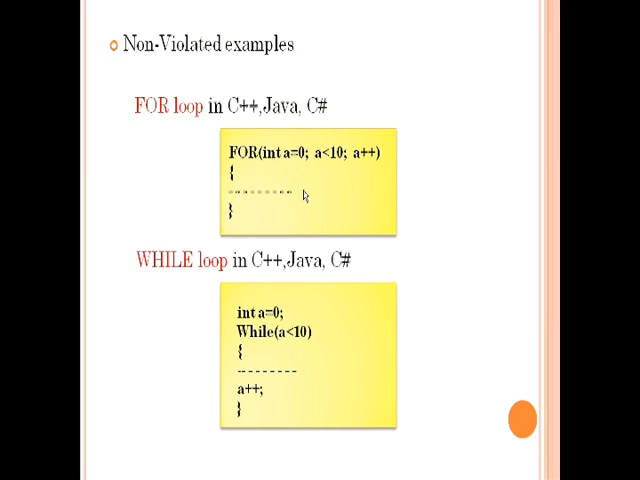 Non-Violated examples
FOR loop in C++,Java, C#
FOR(int a=0; a<10; a++)
{
---------
}
WHILE loop in C++,Java, C#
int a=0;
While(a<10)
{
---------
a++;
}